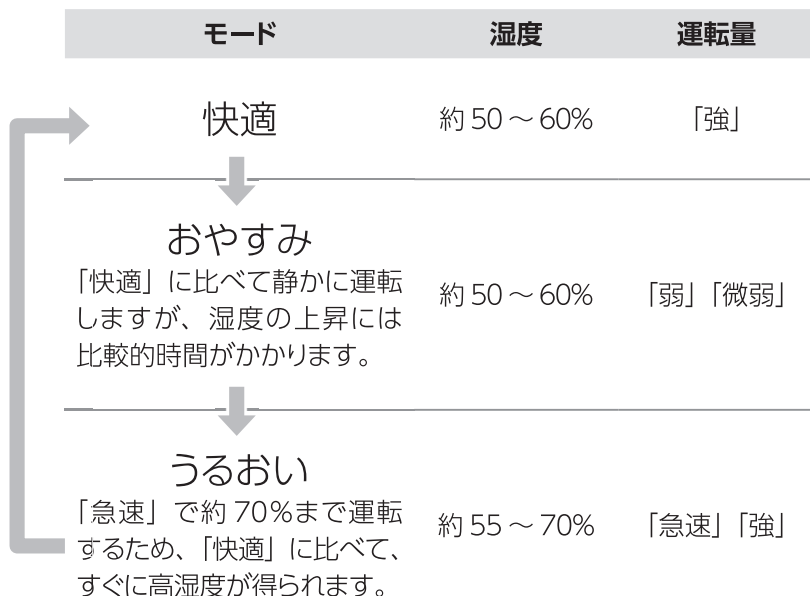 モード 湿度 運転量
快適 約 50 ～ 60% 「強」
おやすみ
「快適」に比べて静かに運転
しますが、湿度の上昇には
比較的時間がかかります。
約 50 ～ 60% 「弱」「微弱」
うるおい
「急速」で約 70%まで運転
するため、「快適」に比べて、
すぐに高湿度が得られます。
約 55 ～ 70% 「急速」「強」